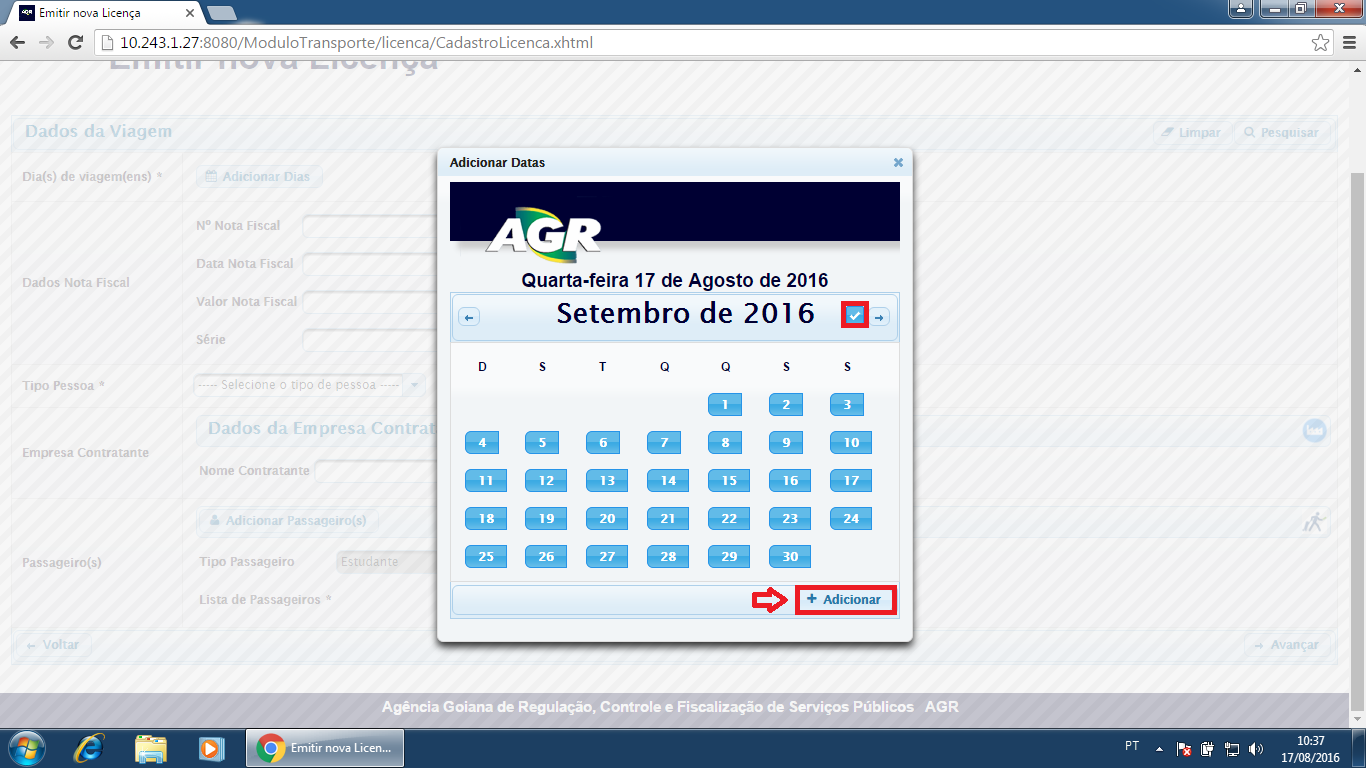 Emitir nova Licença
10.243.1.27:8080/ModuloTransporte/licenca/CadastroLicenca.xhtml
Emitir nova Licença
Dados da Viagem
Limpar
Pesquisar
Dia(s) de viagem(ens) *
Adicionar Dias
Dados Nota Fiscal
Nº Nota Fiscal
Data Nota Fiscal
Valor Nota Fiscal
Série
Tipo Pessoa *
----- Selecione o tipo de pessoa -----
Empresa Contratante
Dados da Empresa Contrat
Nome Contratante
Adicionar Passageiro(s)
Passageiro(s)
Tipo Passageiro
Estudante
Lista de Passageiros *
← Voltar
→ Avançar
Adicionar Datas
AGR
Quarta-feira 17 de Agosto de 2016
← Setembro de 2016 →
D S T Q Q S S
1 2 3
4 5 6 7 8 9 10
11 12 13 14 15 16 17
18 19 20 21 22 23 24
25 26 27 28 29 30
+ Adicionar
Agência Goiana de Regulação, Controle e Fiscalização de Serviços Públicos AGR
Emitir nova Licen...
PT
10:37
17/08/2016